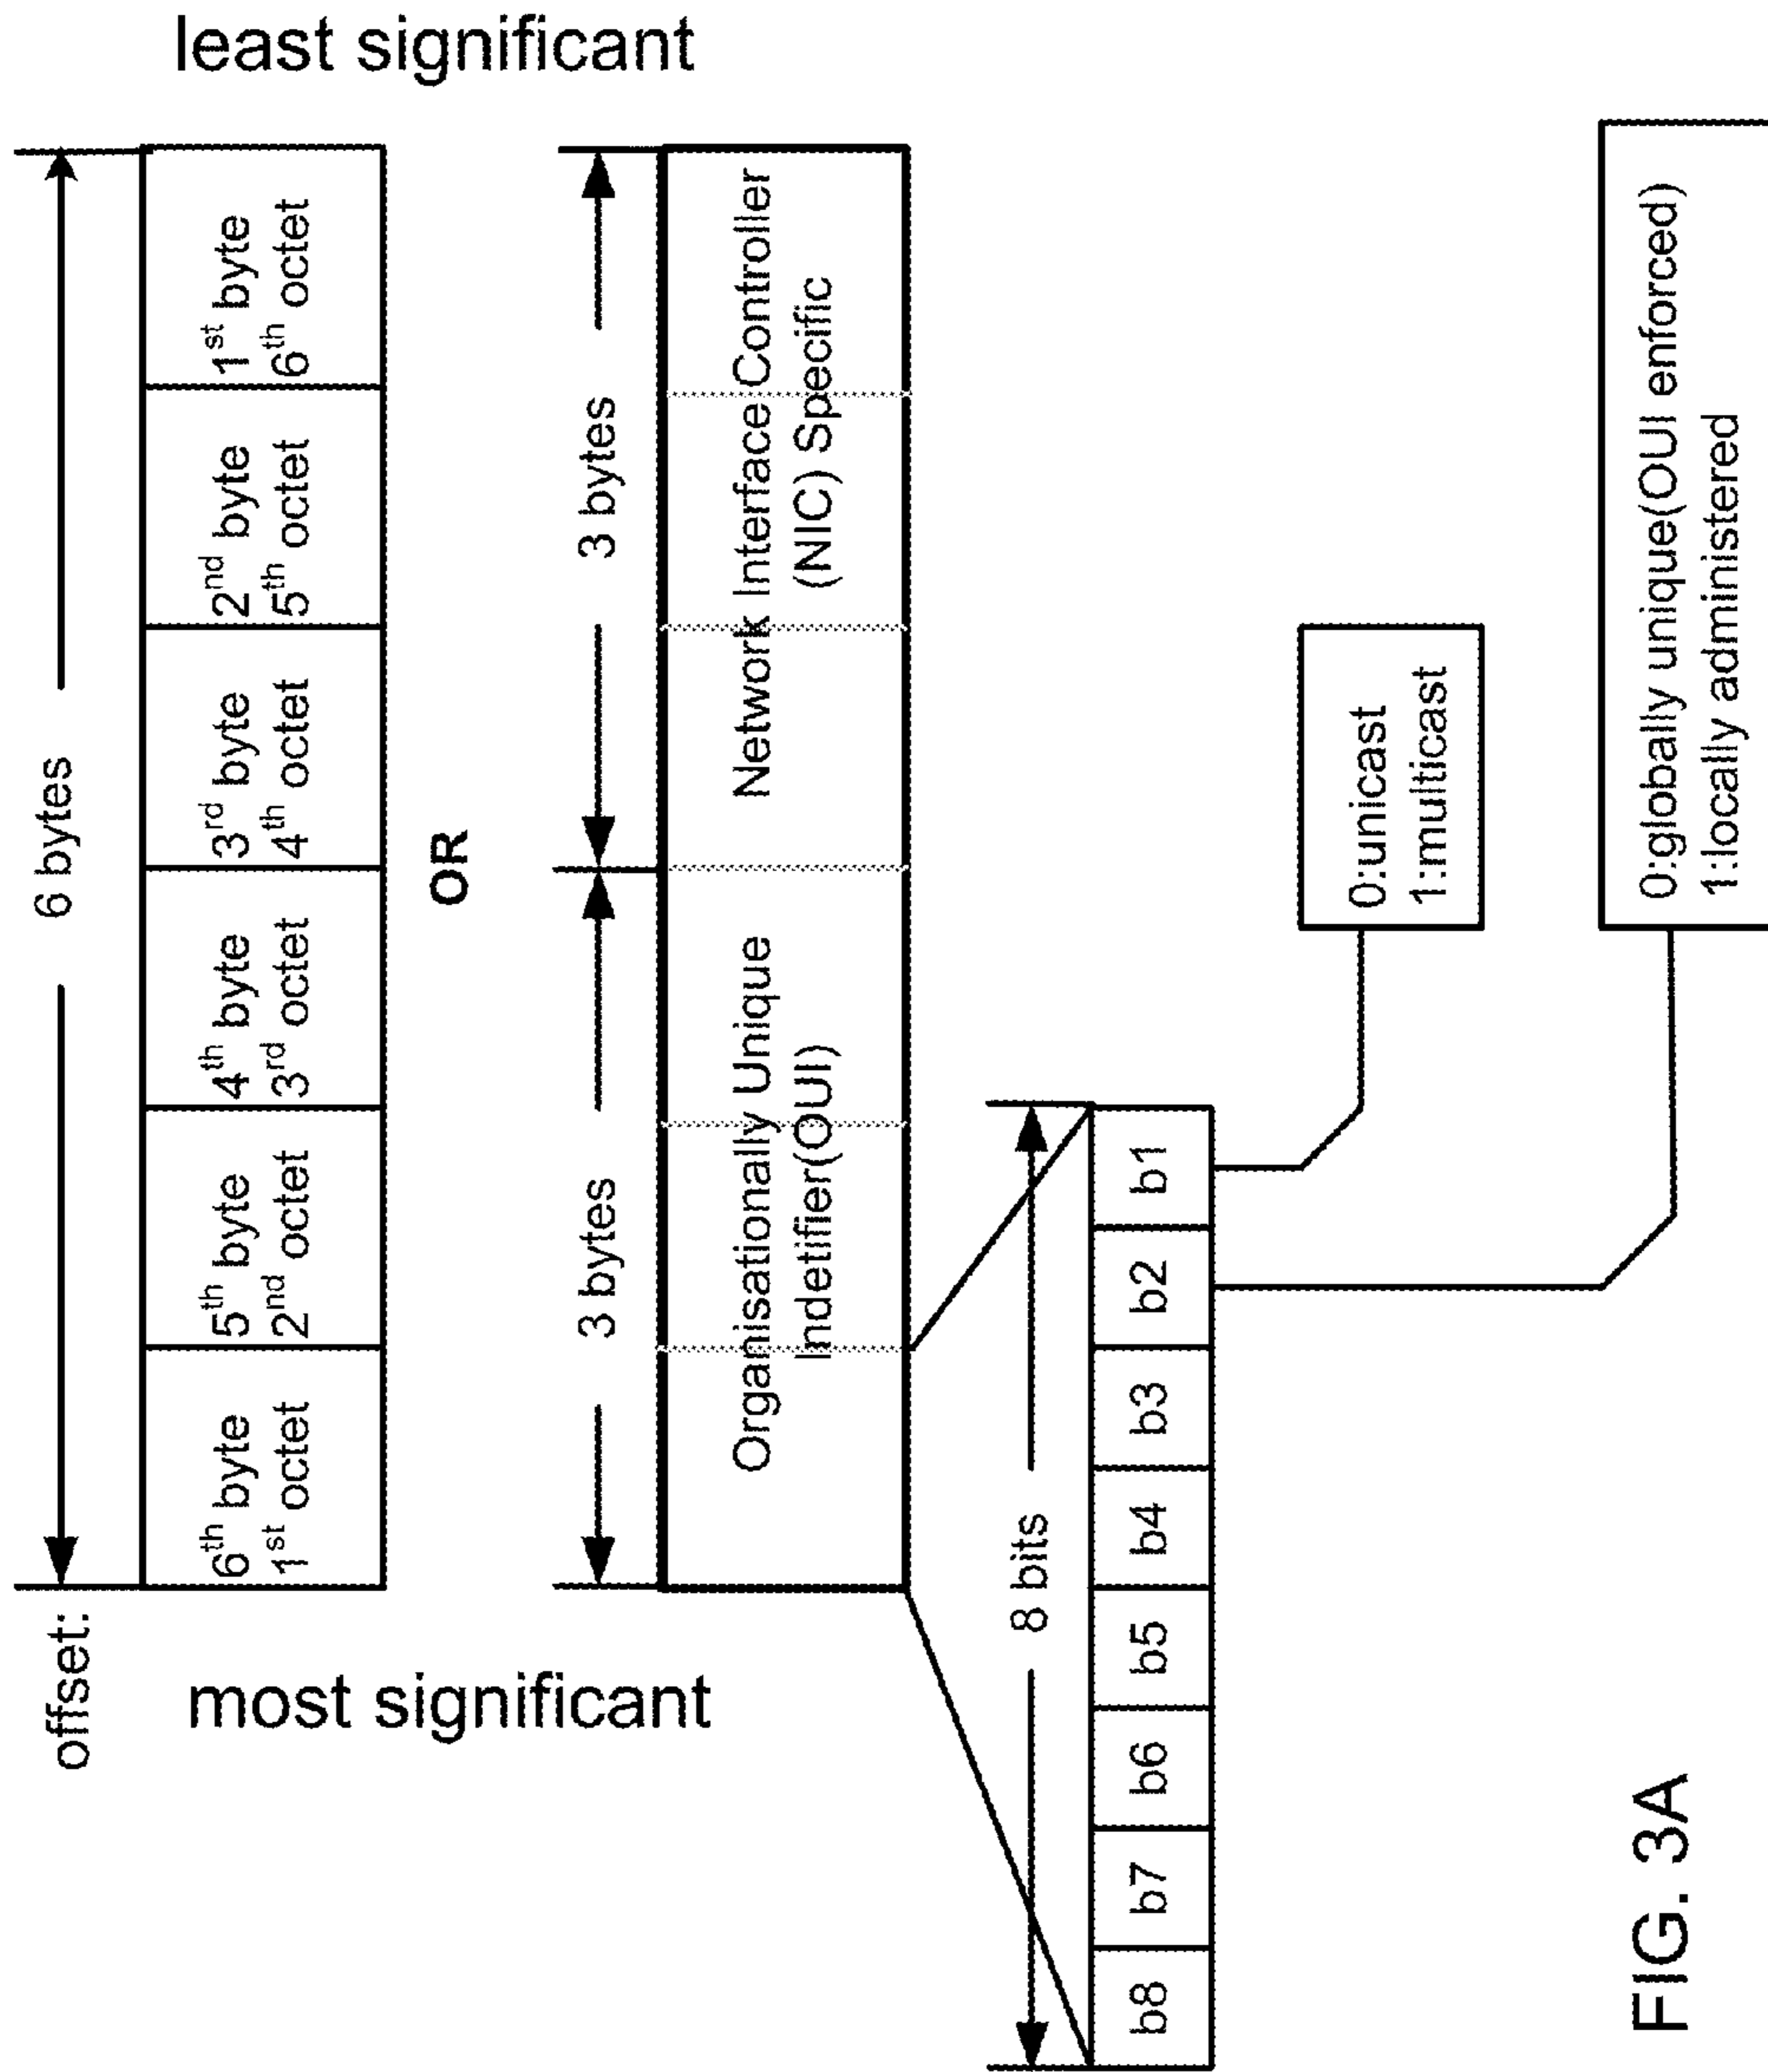 6 bytes
offset:
most significant
least significant
6th byte
1st octet
5th byte
2nd octet
4th byte
3rd octet
3rd byte
4th octet
2nd byte
5th octet
1st byte
6th octet
OR
3 bytes
3 bytes
Organisationally Unique
Indetifier(OUI)
Network Interface Controller
(NIC) Specific
8 bits
b8
b7
b6
b5
b4
b3
b2
b1
0:unicast
1:multicast
0:globally unique(OUI enforced)
1:locally administered
FIG. 3A